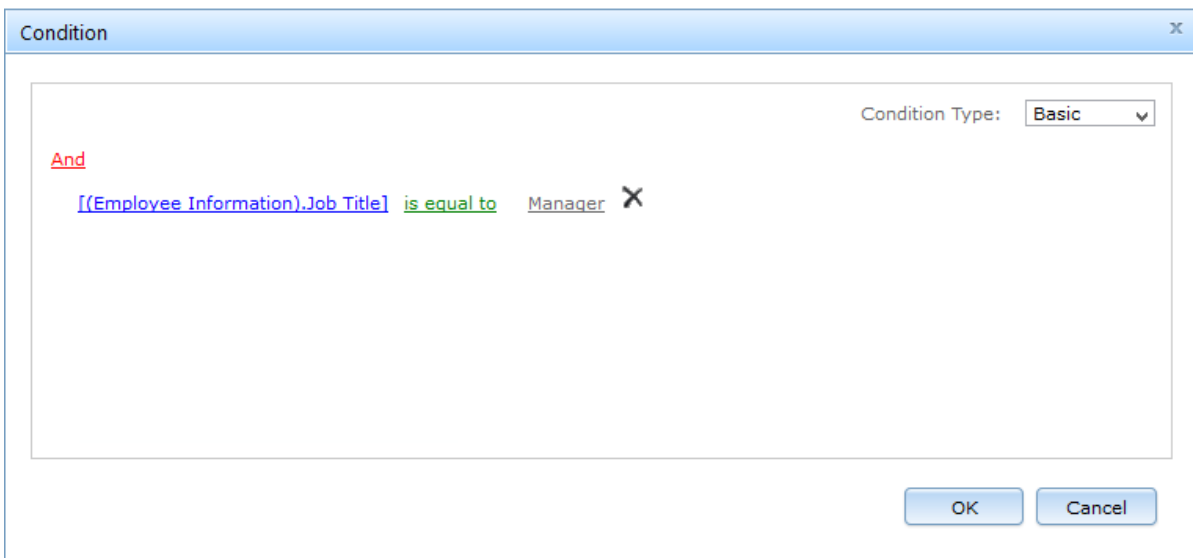 Condition
x
Condition Type: Basic
And
[(Employee Information).Job Title] is equal to Manager
OK Cancel